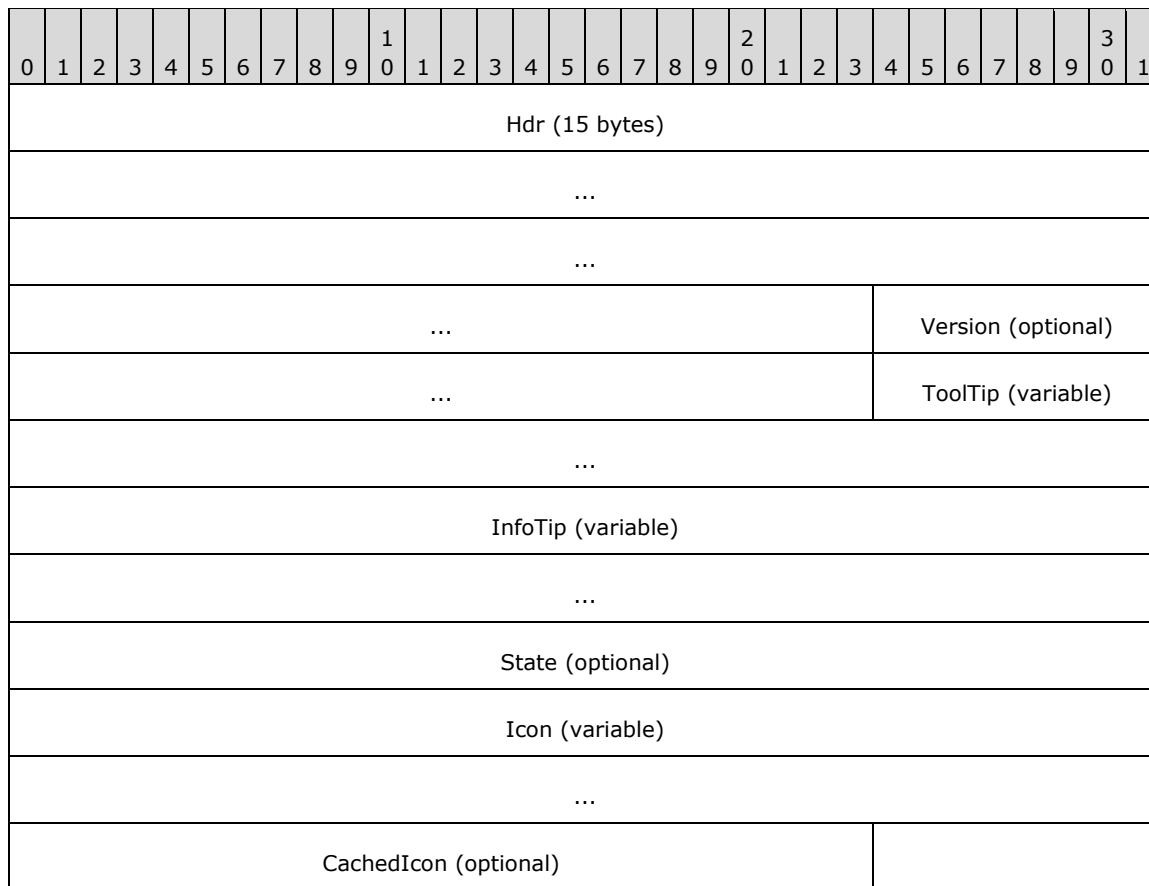 1 2 3
0 1 2 3 4 5 6 7 8 9 0 1 2 3 4 5 6 7 8 9 0 1 2 3 4 5 6 7 8 9 0 1
Hdr (15 bytes)
...
...
... Version (optional)
... ToolTip (variable)
...
InfoTip (variable)
...
State (optional)
Icon (variable)
...
CachedIcon (optional)